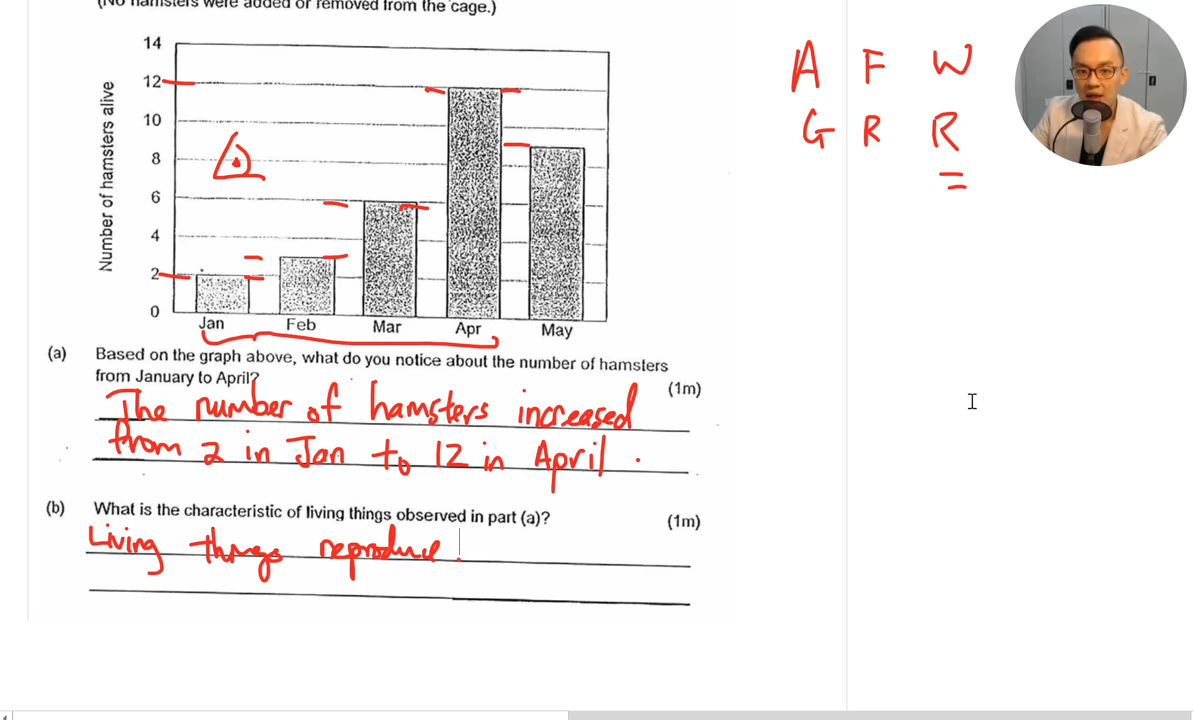 (No hamsters were added or removed from the cage.)
Number of hamsters alive
14
12
10
8
6
4
2
0
Jan Feb Mar Apr May
A F W
G R R
(a) Based on the graph above, what do you notice about the number of hamsters
from January to April? (1m)
The number of hamsters increased
from 2 in Jan to 12 in April.
(b) What is the characteristic of living things observed in part (a)? (1m)
Living things reproduce.